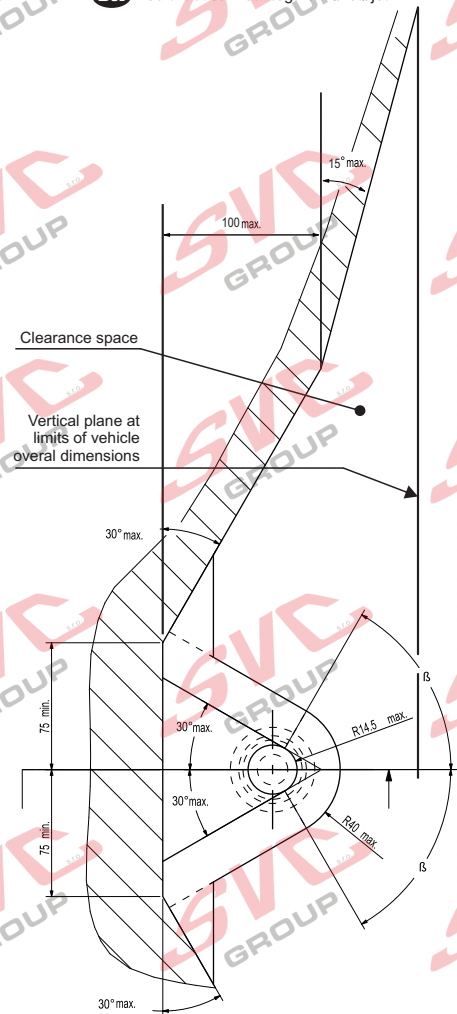 15° max.
100 max.
Clearance space
Vertical plane at
limits of vehicle
overal dimensions
30° max.
75 min.
30° max.
R14.5 max.
ß
30° max.
75 min.
R40 max.
ß
30° max.
SVC
s.r.o.
GROUP